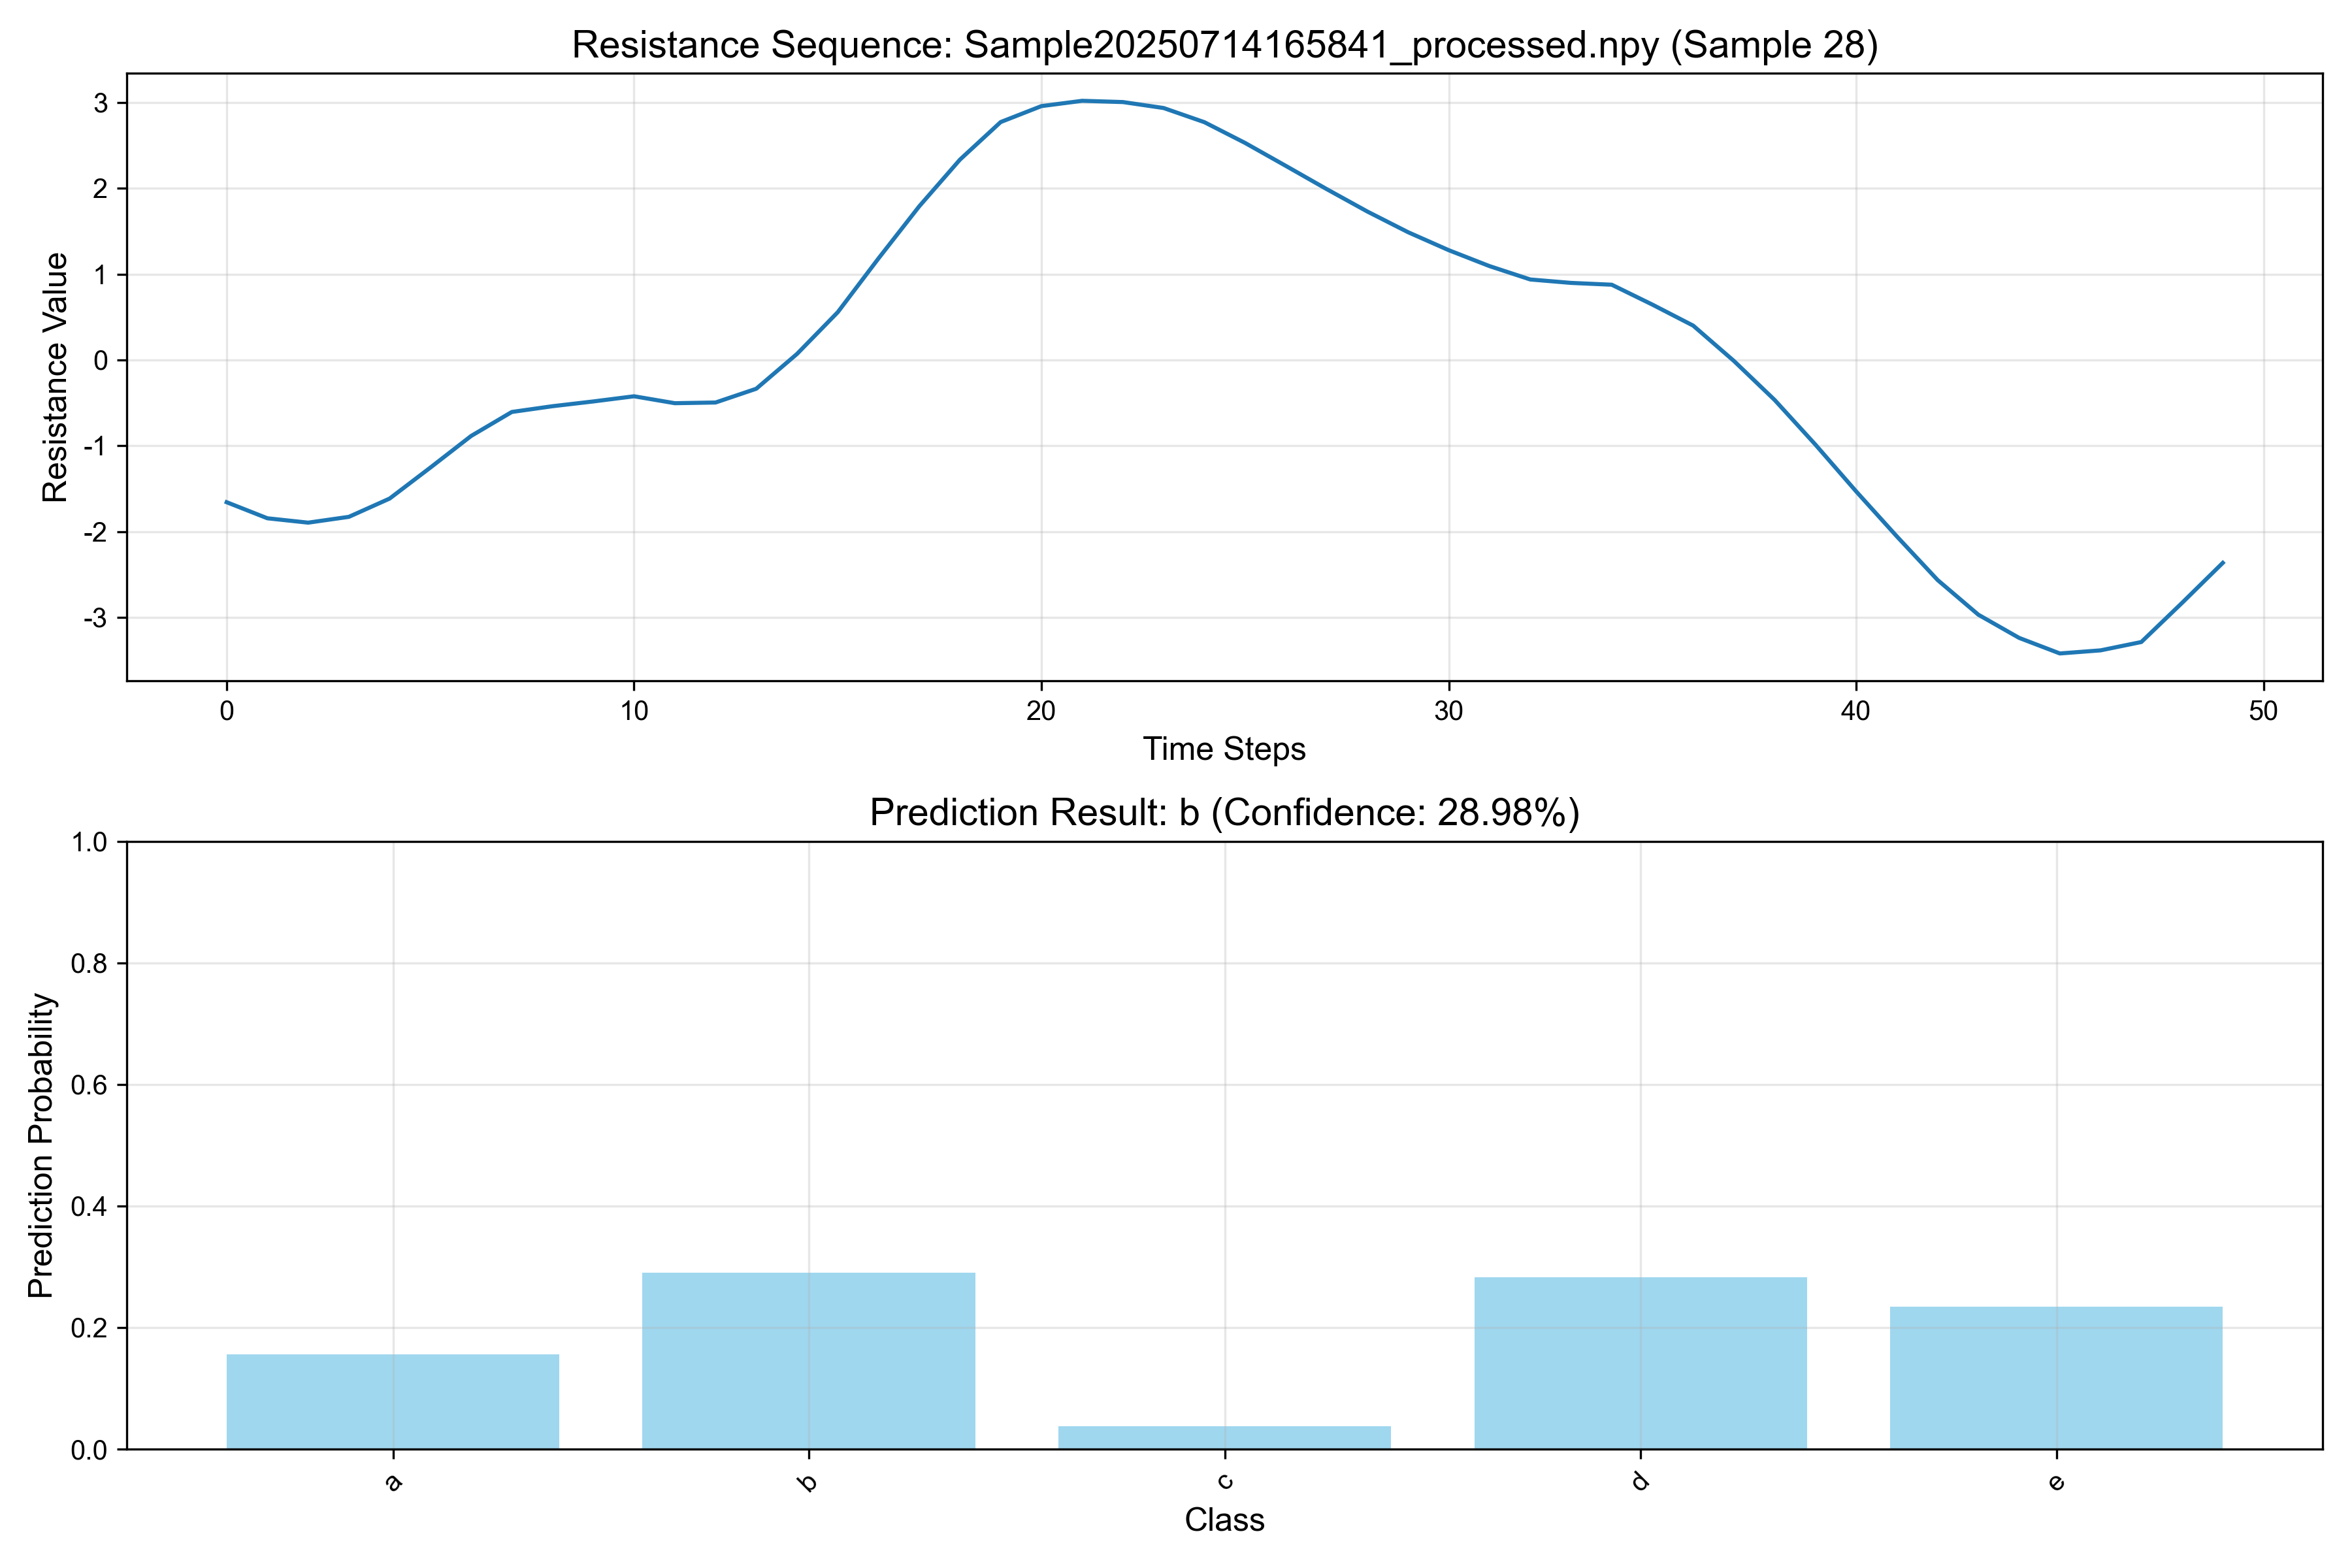 Resistance Sequence: Sample20250714165841_processed.npy (Sample 28)
Resistance Value
3
2
1
0
-1
-2
-3
0 10 20 30 40 50
Time Steps
Prediction Result: b (Confidence: 28.98%)
Prediction Probability
1.0
0.8
0.6
0.4
0.2
0.0
a b c d e
Class